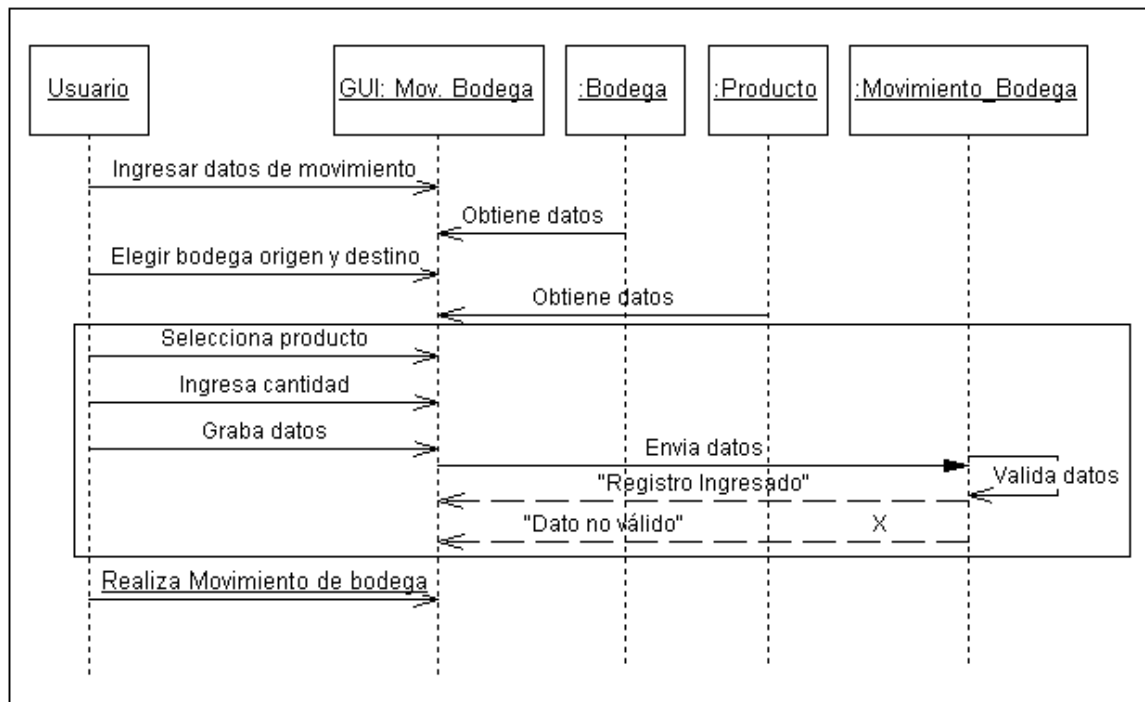 Usuario
GUI: Mov. Bodega
:Bodega
:Producto
:Movimiento_Bodega
Ingresar datos de movimiento
Obtiene datos
Elegir bodega origen y destino
Obtiene datos
Selecciona producto
Ingresa cantidad
Graba datos
Envia datos
Valida datos
"Registro Ingresado"
"Dato no válido"
X
Realiza Movimiento de bodega